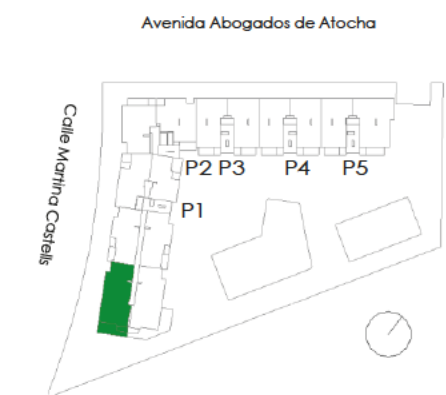 Avenida Abogados de Atocha
Calle Martina Castells
P2 P3 P4 P5
P1